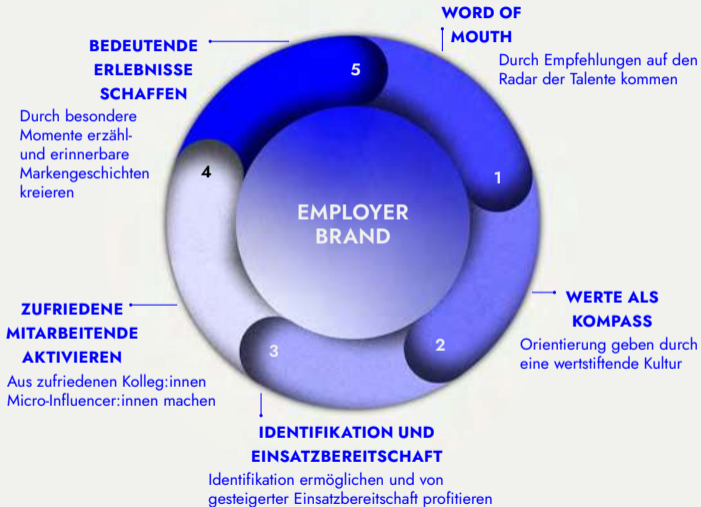 WORD OF
MOUTH
Durch Empfehlungen auf den
Radar der Talente kommen
1
WERTE ALS
KOMPASS
Orientierung geben durch
eine wertstiftende Kultur
2
IDENTIFIKATION UND
EINSATZBEREITSCHAFT
Identifikation ermöglichen und von
gesteigerter Einsatzbereitschaft profitieren
3
ZUFRIEDENE
MITARBEITENDE
AKTIVIEREN
Aus zufriedenen Kolleg:innen
Micro-Influencer:innen machen
4
BEDEUTENDE
ERLEBNISSE
SCHAFFEN
Durch besondere
Momente erzähl-
und erinnerbare
Markengeschichten
kreieren
5
EMPLOYER
BRAND